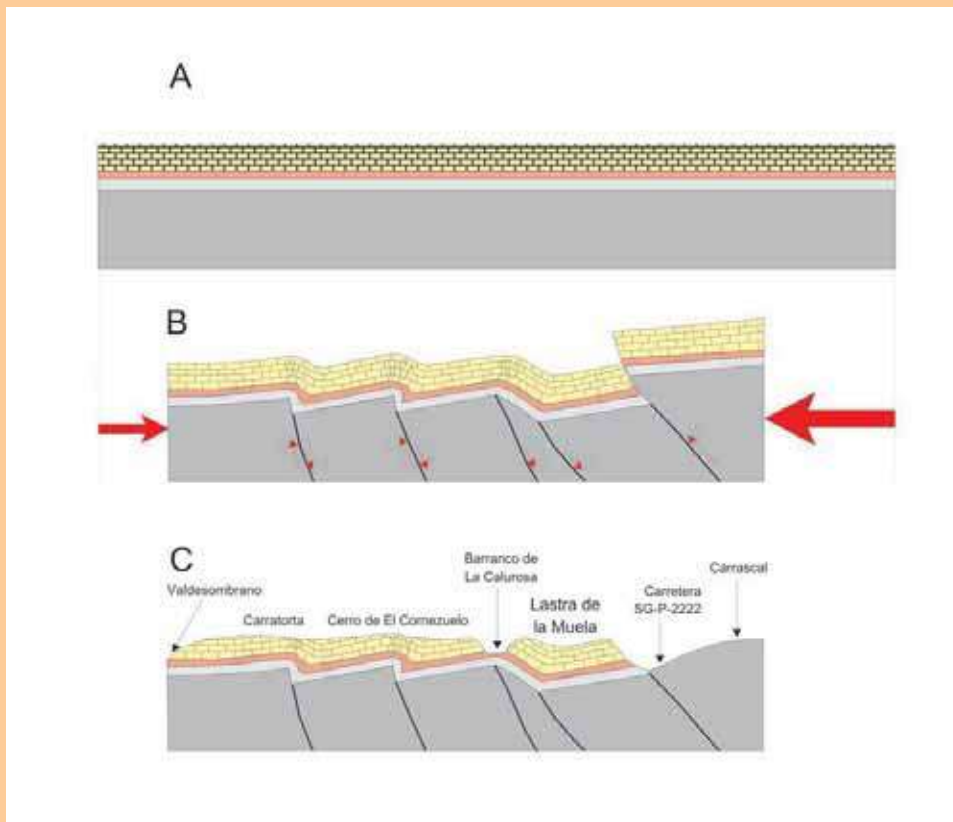 A
B
C
Valdesombrano
Carratorta
Cerro de El Cornezuelo
Barranco de
La Calurosa
Lastra de
la Muela
Carretera
SG-P-2222
Carrascal